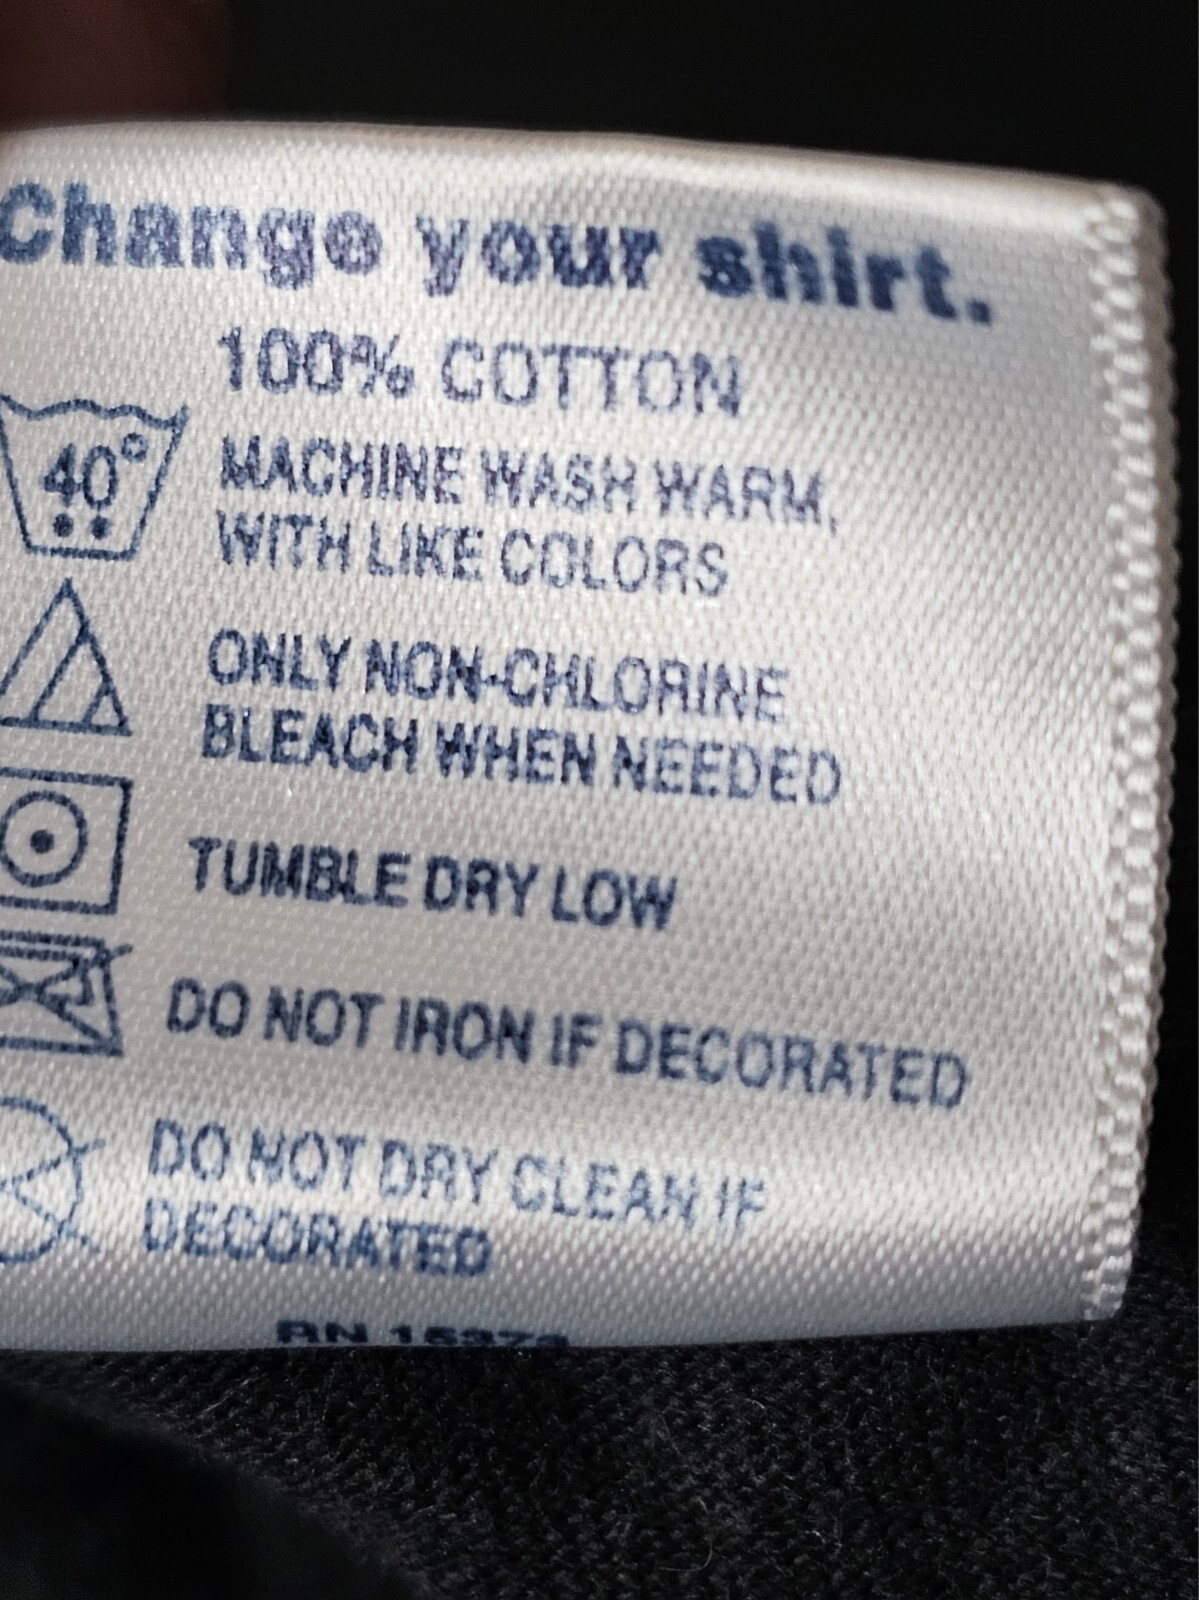 Change your shirt.
100% COTTON
40°
MACHINE WASH WARM,
WITH LIKE COLORS
ONLY NON-CHLORINE
BLEACH WHEN NEEDED
TUMBLE DRY LOW
DO NOT IRON IF DECORATED
DO NOT DRY CLEAN IF
DECORATED
RN